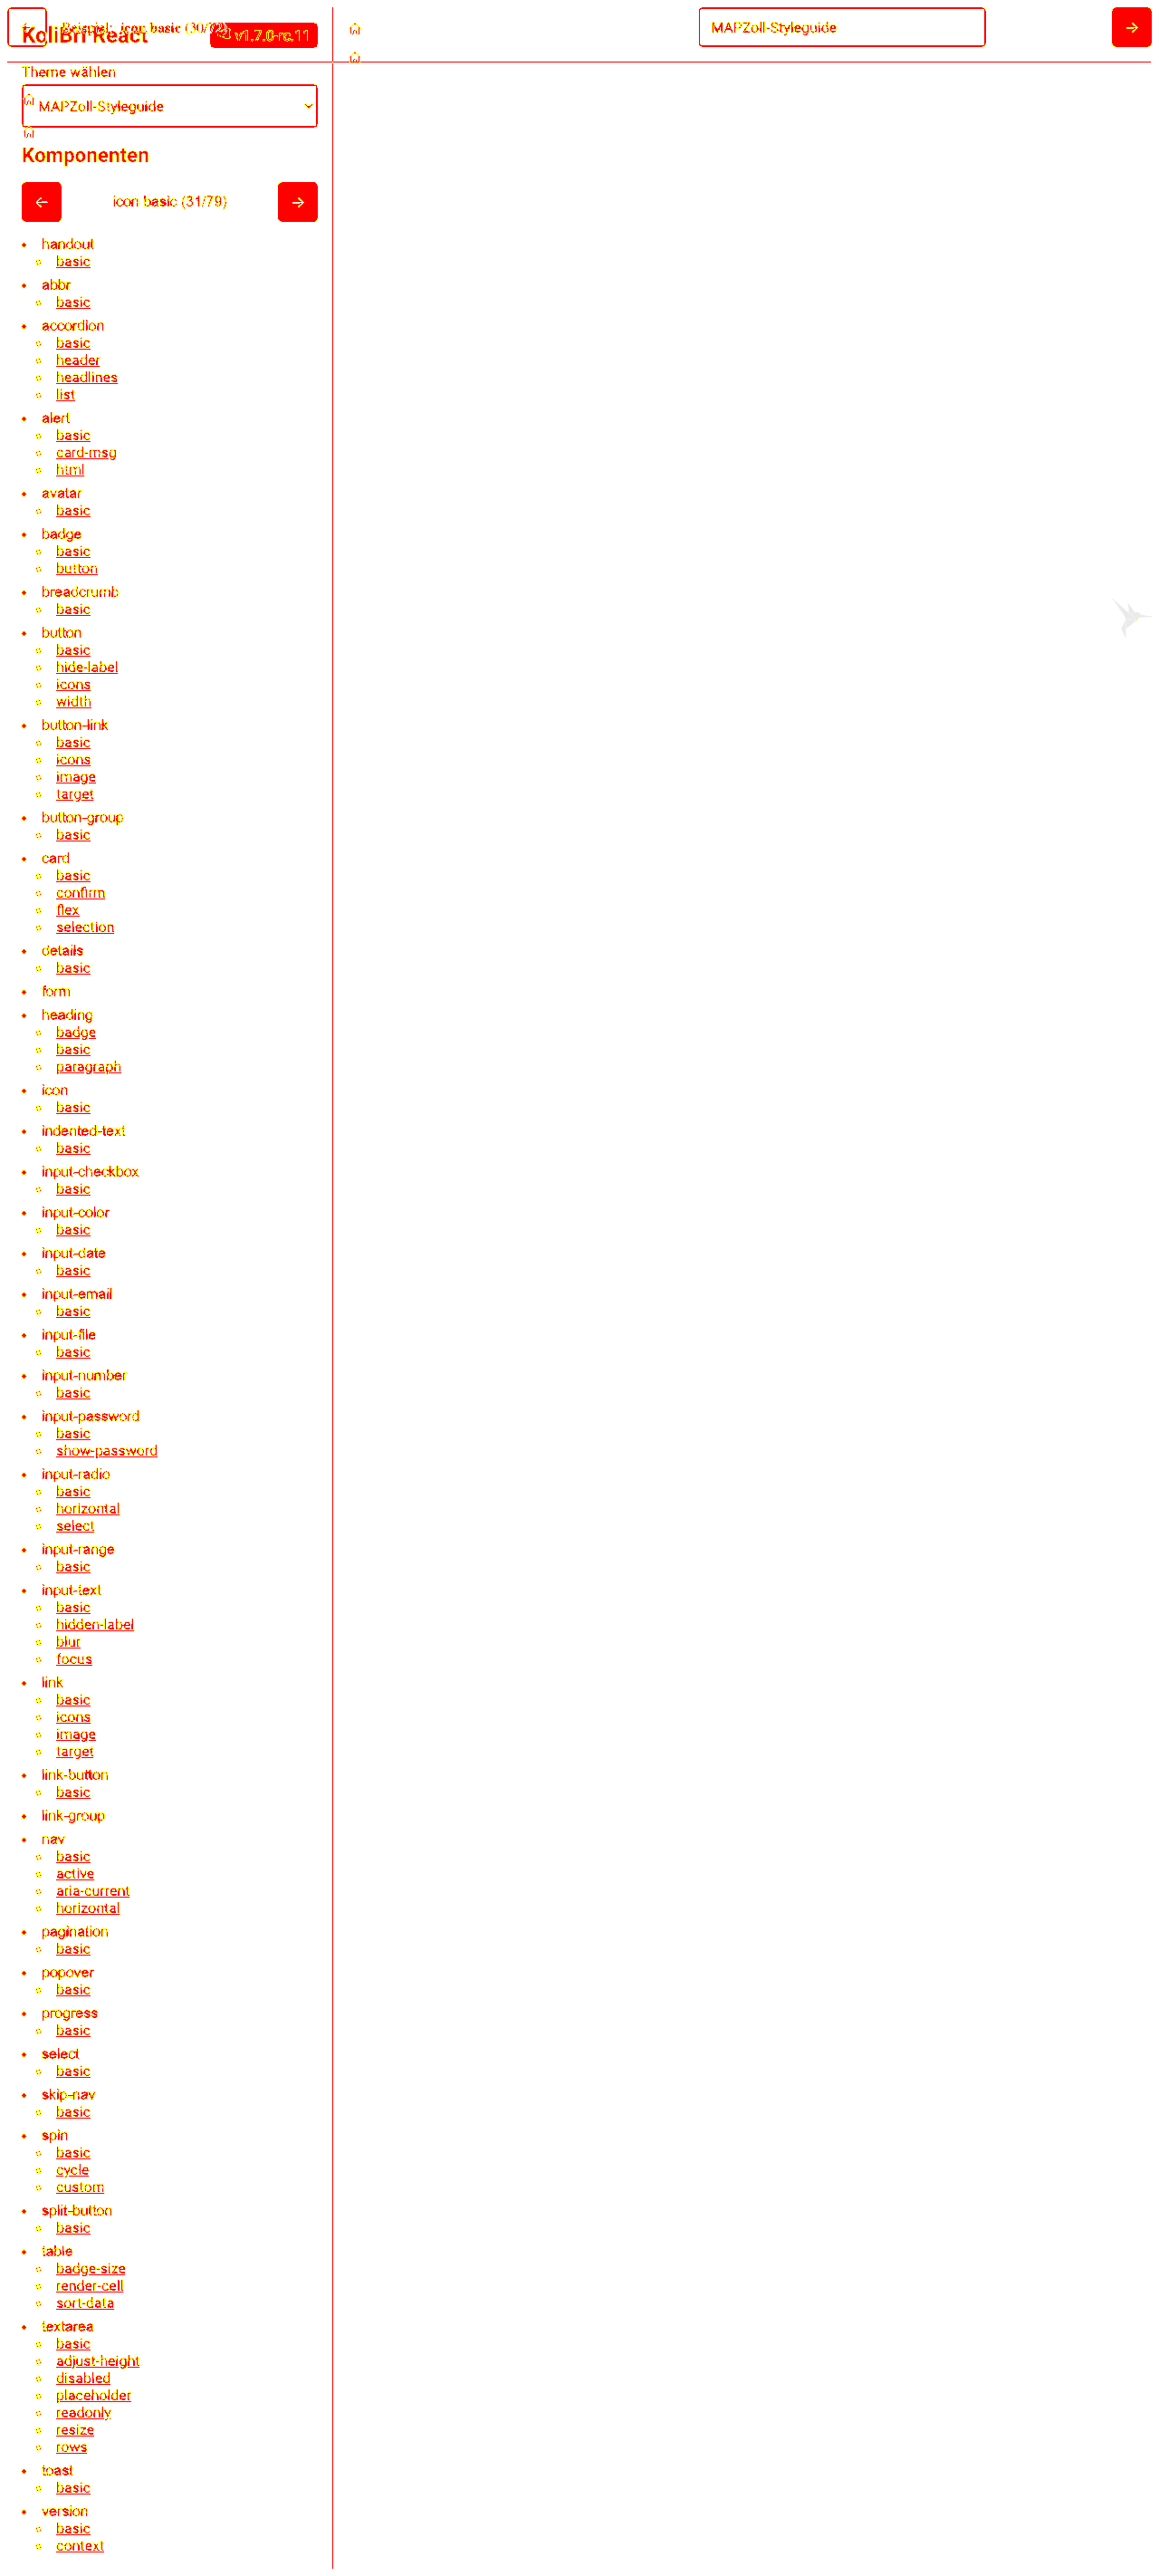 KoliBri React
Beispiel: icon basic (30/
v1.7.0-rc.11
MAPZoll-Styleguide
Theme wählen
MAPZoll-Styleguide
Komponenten
icon basic (31/79)
handout
basic
abbr
basic
accordion
basic
header
headlines
list
alert
basic
card-msg
html
avatar
basic
badge
basic
button
breadcrumb
basic
button
basic
hide-label
icons
width
button-link
basic
icons
image
target
button-group
basic
card
basic
confirm
flex
selection
details
basic
form
heading
badge
basic
paragraph
icon
basic
indented-text
basic
input-checkbox
basic
input-color
basic
input-date
basic
input-email
basic
input-file
basic
input-number
basic
input-password
basic
show-password
input-radio
basic
horizontal
select
input-range
basic
input-text
basic
hidden-label
blur
focus
link
basic
icons
image
target
link-button
basic
link-group
nav
basic
active
aria-current
horizontal
pagination
basic
popover
basic
progress
basic
select
basic
skip-nav
basic
spin
basic
cycle
custom
split-button
basic
table
badge-size
render-cell
sort-data
textarea
basic
adjust-height
disabled
placeholder
readonly
resize
rows
toast
basic
version
basic
context